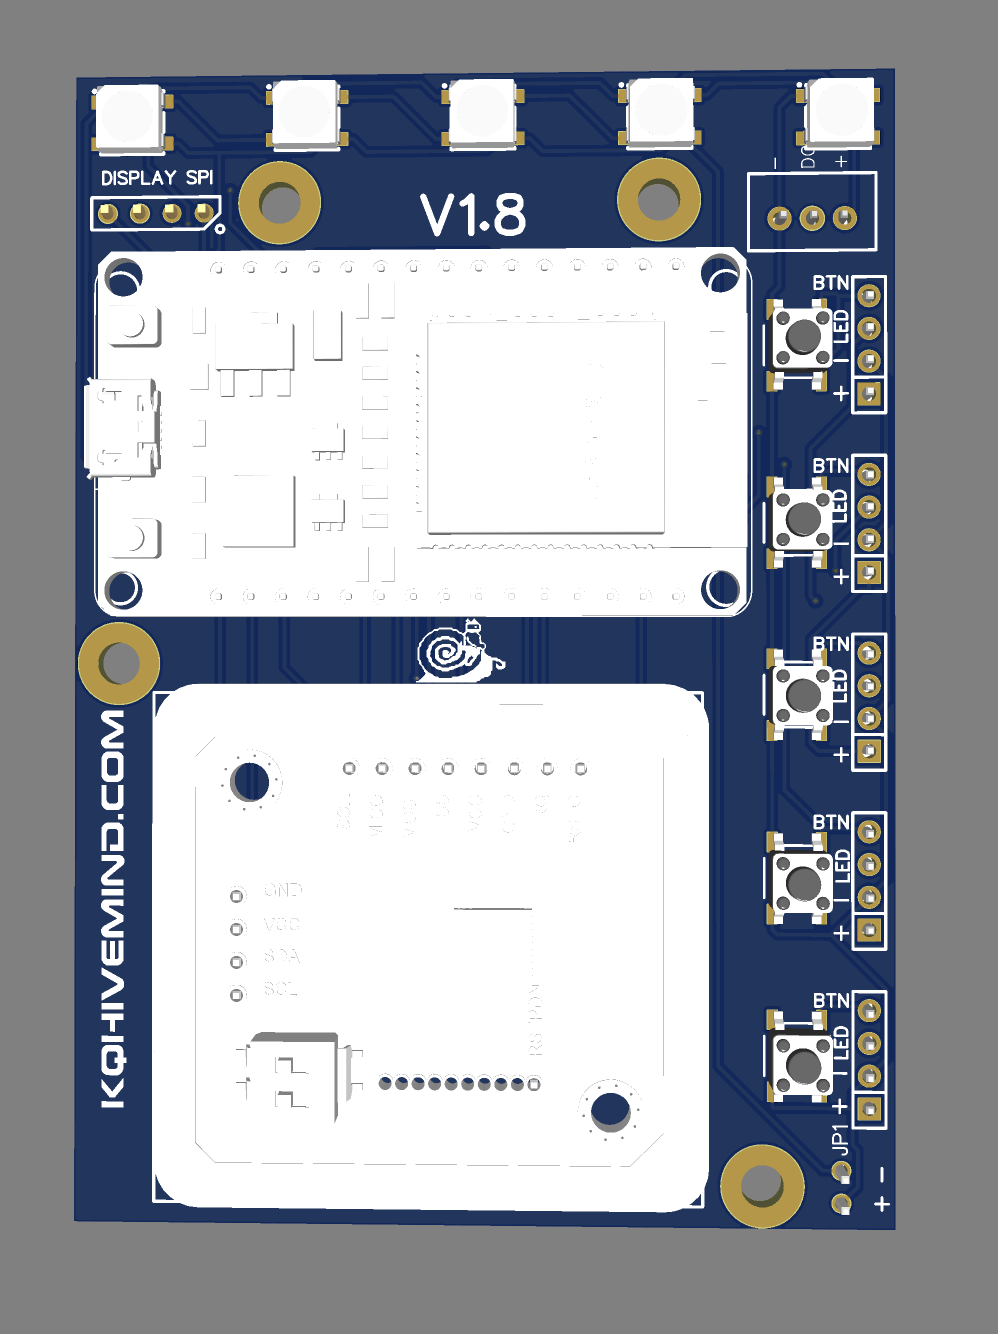 DISPLAY SPI
V1.8
-
DC
+
BTN
LED
-
+
BTN
LED
-
+
BTN
LED
-
+
BTN
LED
-
+
BTN
LED
-
+
JP1
-
+
KQHIVEMIND.COM
GND
VCC
SDA
SCL